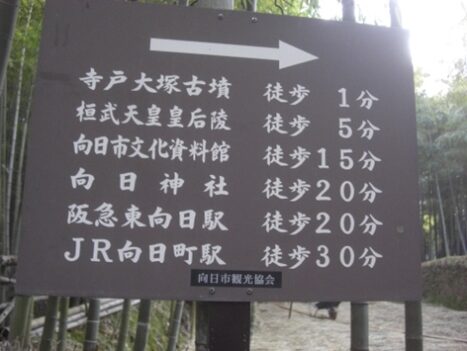 寺戸大塚古墳 徒歩 1分
桓武天皇皇后陵 徒歩 5分
向日市文化資料館 徒歩15分
向日神社 徒歩20分
阪急東向日駅 徒歩20分
JR向日町駅 徒歩30分
向日市観光協会